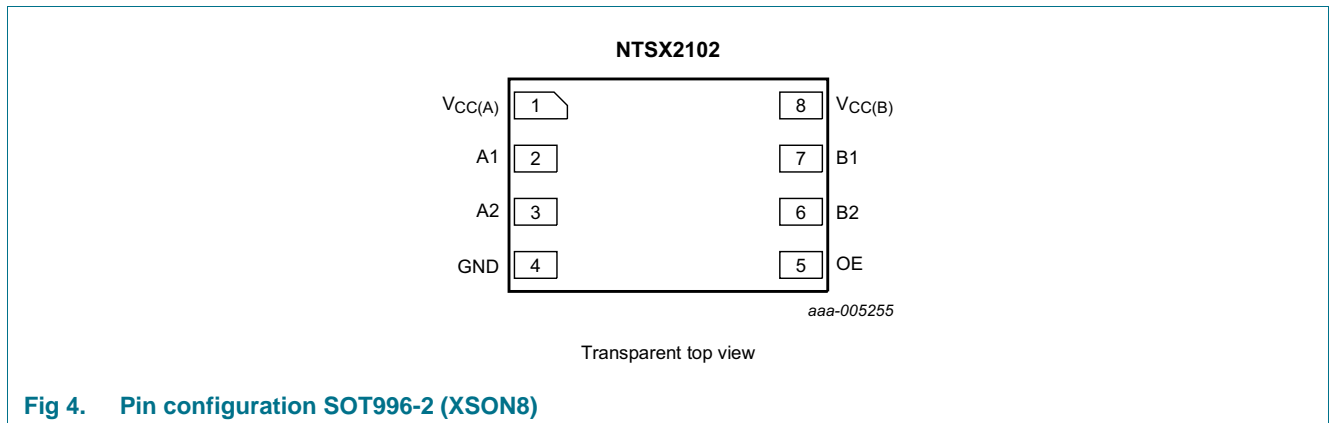 NTSX2102
VCC(A) 1 8 VCC(B)
A1 2 7 B1
A2 3 6 B2
GND 4 5 OE
aaa-005255
Transparent top view
Fig 4. Pin configuration SOT996-2 (XSON8)